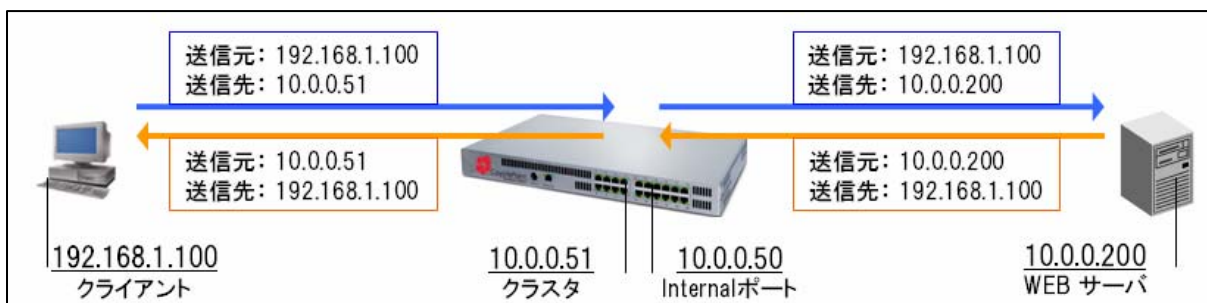 送信元: 192.168.1.100
送信先: 10.0.0.51
送信元: 192.168.1.100
送信先: 10.0.0.200
送信元: 10.0.0.51
送信先: 192.168.1.100
送信元: 10.0.0.200
送信先: 192.168.1.100
192.168.1.100
クライアント
10.0.0.51
クラスタ
10.0.0.50
Internalポート
10.0.0.200
WEB サーバ